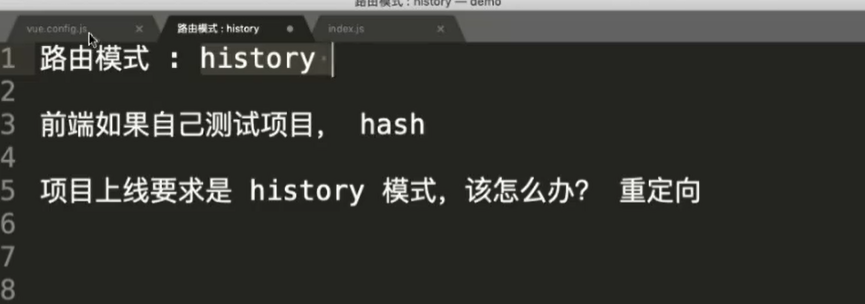 路由模式：history — demo
vue.config.js ×
路由模式：history ●
index.js ×
1 路由模式 : history
2
3 前端如果自己测试项目, hash
4
5 项目上线要求是 history 模式, 该怎么办? 重定向
6
7
8